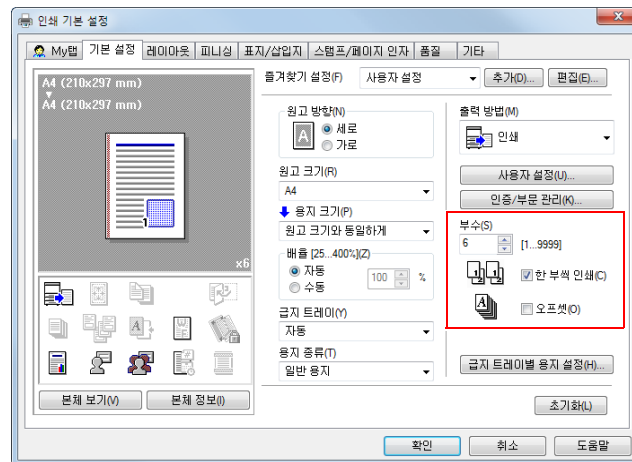 인쇄 기본 설정
My탭 기본 설정 레이아웃 피니싱 표지/삽입지 스탬프/페이지 인자 품질 기타
A4 (210x297 mm)
A4 (210x297 mm)
1
x6
본체 보기(V) 본체 정보(I)
즐겨찾기 설정(F) 사용자 설정 추가(D)... 편집(E)...
원고 방향(N)
A
세로
가로
원고 크기(R)
A4
용지 크기(P)
원고 크기와 동일하게
배율 [25...400%](Z)
자동
수동
100 %
급지 트레이(Y)
자동
용지 종류(T)
일반 용지
출력 방법(M)
인쇄
사용자 설정(U)...
인증/부문 관리(K)...
부수(S)
6 [1...9999]
1 2 1 2 한 부씩 인쇄(C)
A 오프셋(O)
급지 트레이별 용지 설정(H)...
초기화(L)
확인 취소 도움말